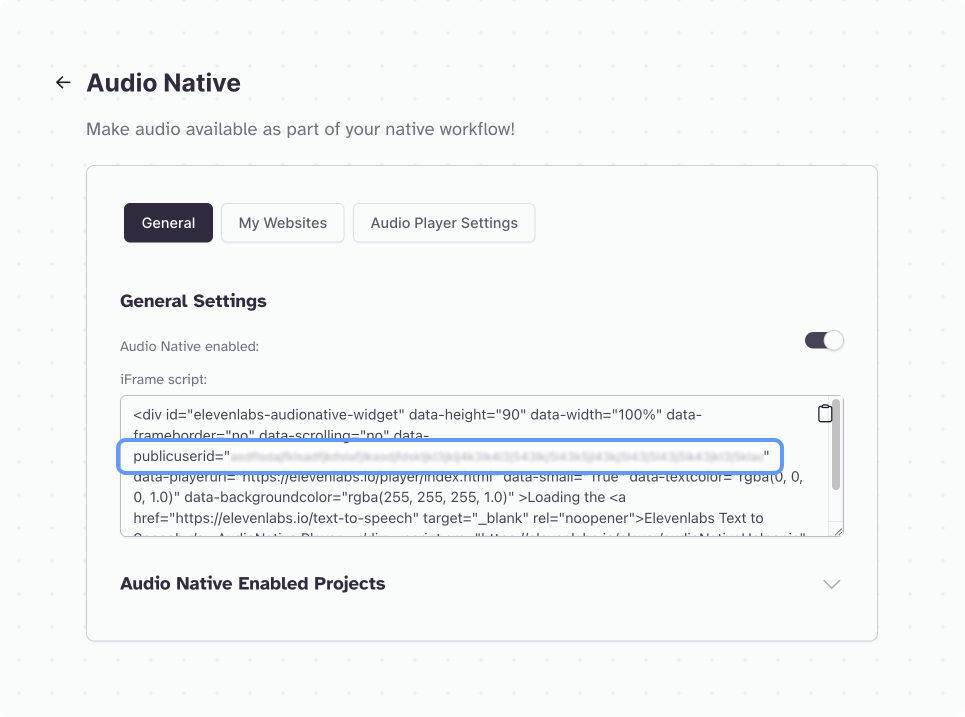 Audio Native
Make audio available as part of your native workflow!
General
My Websites
Audio Player Settings
General Settings
Audio Native enabled:
iFrame script:
<div id="elevenlabs-audionative-widget" data-height="90" data-width="100%" data-
frameborder="no" data-scrolling="no" data-
publicuserid=" "
data-playerurl="https://elevenlabs.io/player/index.html" data-small="True" data-textcolor="rgba(0, 0,
0, 1.0)" data-backgroundcolor="rgba(255, 255, 255, 1.0)" >Loading the <a
href="https://elevenlabs.io/text-to-speech" target="_blank" rel="noopener">Elevenlabs Text to
Audio Native Enabled Projects